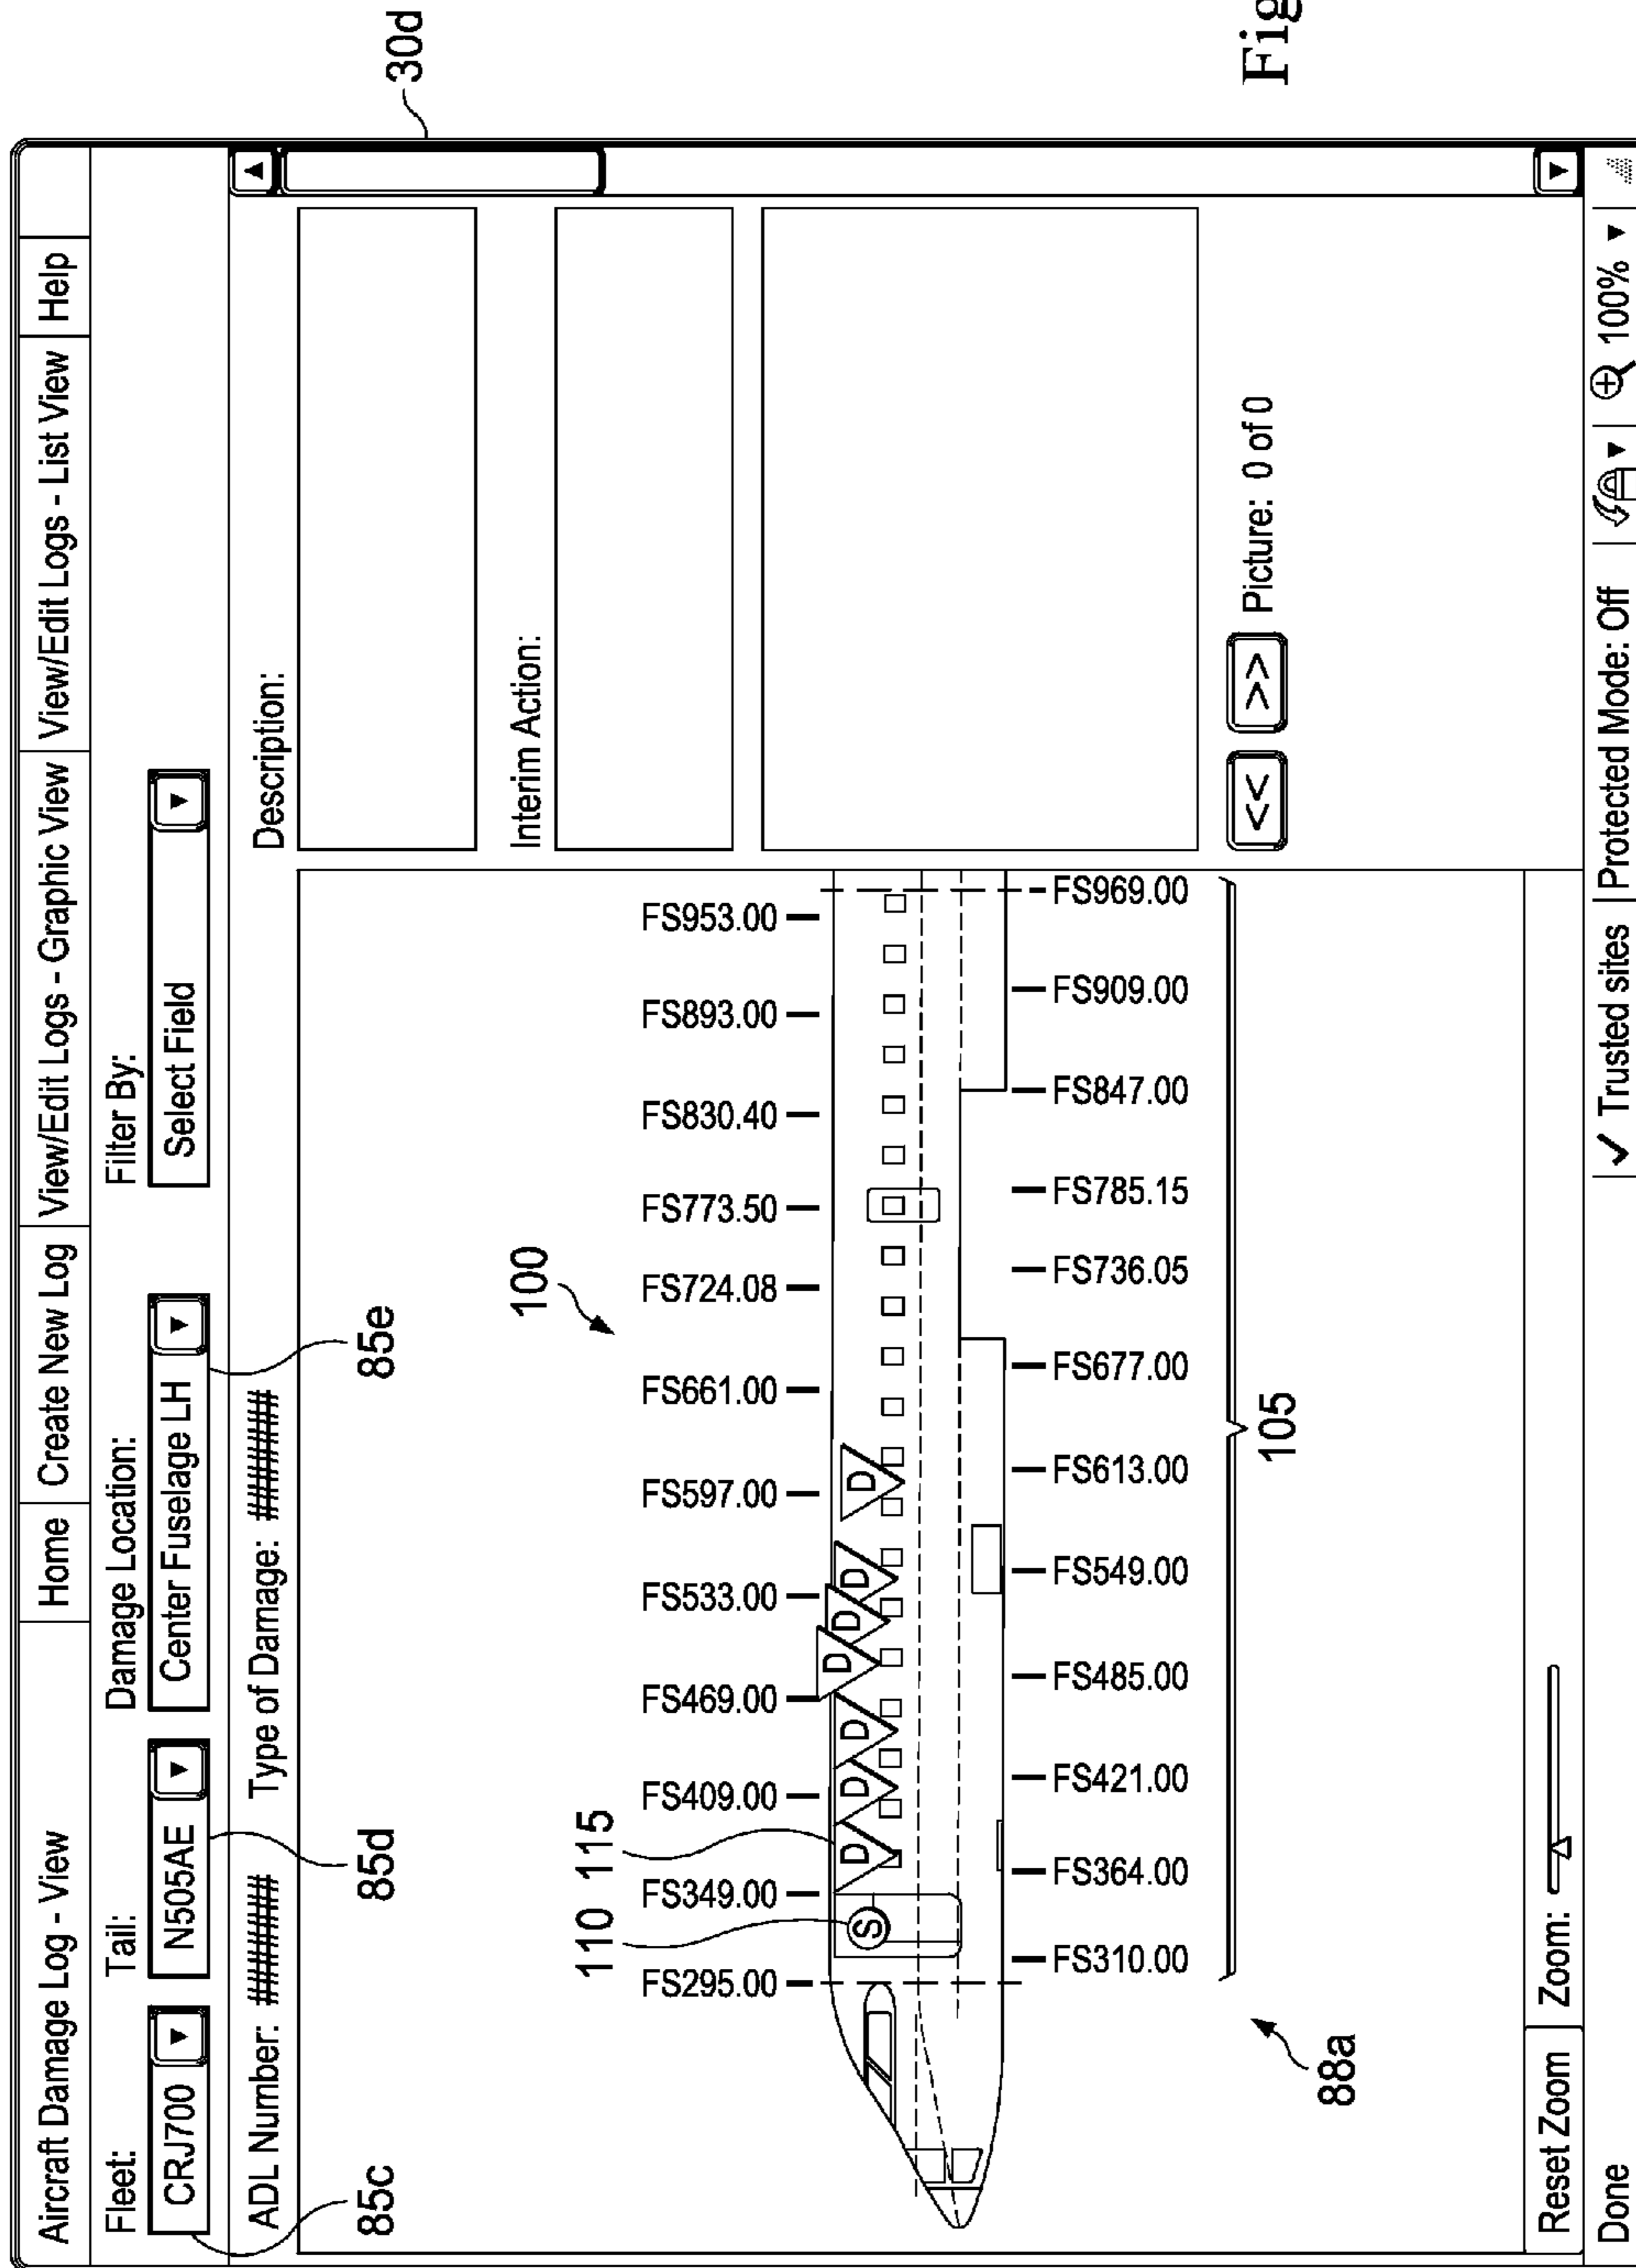 Aircraft Damage Log - View Home Create New Log View/Edit Logs - Graphic View View/Edit Logs - List View Help
Fleet: Tail: Damage Location: Filter By:
CRJ700 N505AE Center Fuselage LH Select Field
ADL Number: ###### Type of Damage: ######
85c 85d 85e
Description:
Interim Action:
30d
100
110 115
FS295.00 FS349.00 FS409.00 FS469.00 FS533.00 FS597.00 FS661.00 FS724.08 FS773.50 FS830.40 FS893.00 FS953.00
S D D D D D D D
FS310.00 FS364.00 FS421.00 FS485.00 FS549.00 FS613.00 FS677.00 FS736.05 FS785.15 FS847.00 FS909.00 FS969.00
105
88a
<< >> Picture: 0 of 0
Fig
Reset Zoom Zoom:
Done Trusted sites Protected Mode: Off 100%